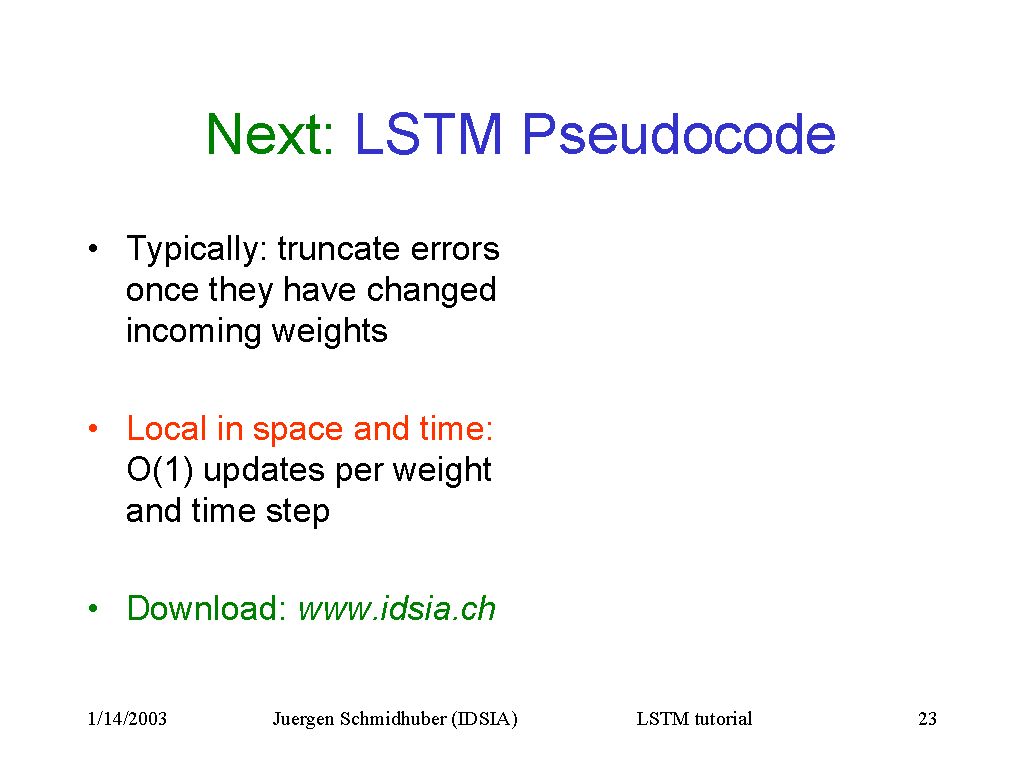 Next: LSTM Pseudocode
• Typically: truncate errors
once they have changed
incoming weights
• Local in space and time:
O(1) updates per weight
and time step
• Download: www.idsia.ch
1/14/2003 Juergen Schmidhuber (IDSIA) LSTM tutorial 23